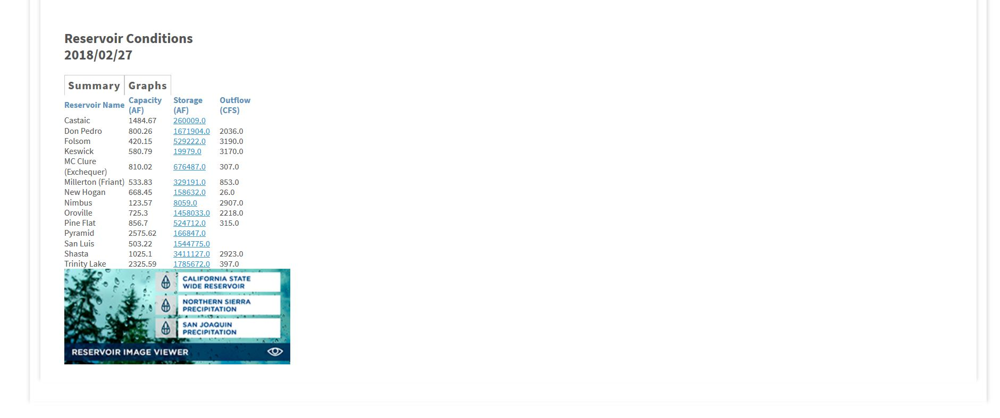 Reservoir Conditions
2018/02/27
Summary Graphs
Reservoir Name Capacity (AF) Storage (AF) Outflow (CFS)
Castaic 1484.67 260009.0
Don Pedro 800.26 1671904.0 2036.0
Folsom 420.15 529222.0 3190.0
Keswick 580.79 19979.0 3170.0
MC Clure
(Exchequer) 810.02 676487.0 307.0
Millerton (Friant) 533.83 329191.0 853.0
New Hogan 668.45 158632.0 26.0
Nimbus 123.57 8059.0 2907.0
Oroville 725.3 1458033.0 2218.0
Pine Flat 856.7 524712.0 315.0
Pyramid 2575.62 166847.0
San Luis 503.22 1544775.0
Shasta 1025.1 3411127.0 2923.0
Trinity Lake 2325.59 1785672.0 397.0
CALIFORNIA STATE
WIDE RESERVOIR
NORTHERN SIERRA
PRECIPITATION
SAN JOAQUIN
PRECIPITATION
RESERVOIR IMAGE VIEWER